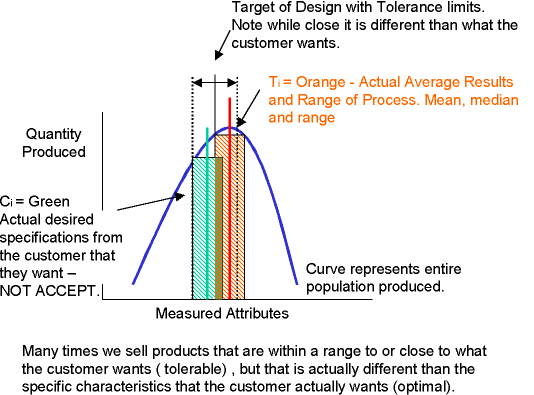 Target of Design with Tolerance limits.
Note while close it is different than what the
customer wants.
Ti = Orange - Actual Average Results
and Range of Process. Mean, median
and range
Quantity
Produced
Ci = Green
Actual desired
specifications from
the customer that
they want –
NOT ACCEPT.
Curve represents entire
population produced.
Measured Attributes
Many times we sell products that are within a range to or close to what
the customer wants ( tolerable) , but that is actually different than the
specific characteristics that the customer actually wants (optimal).